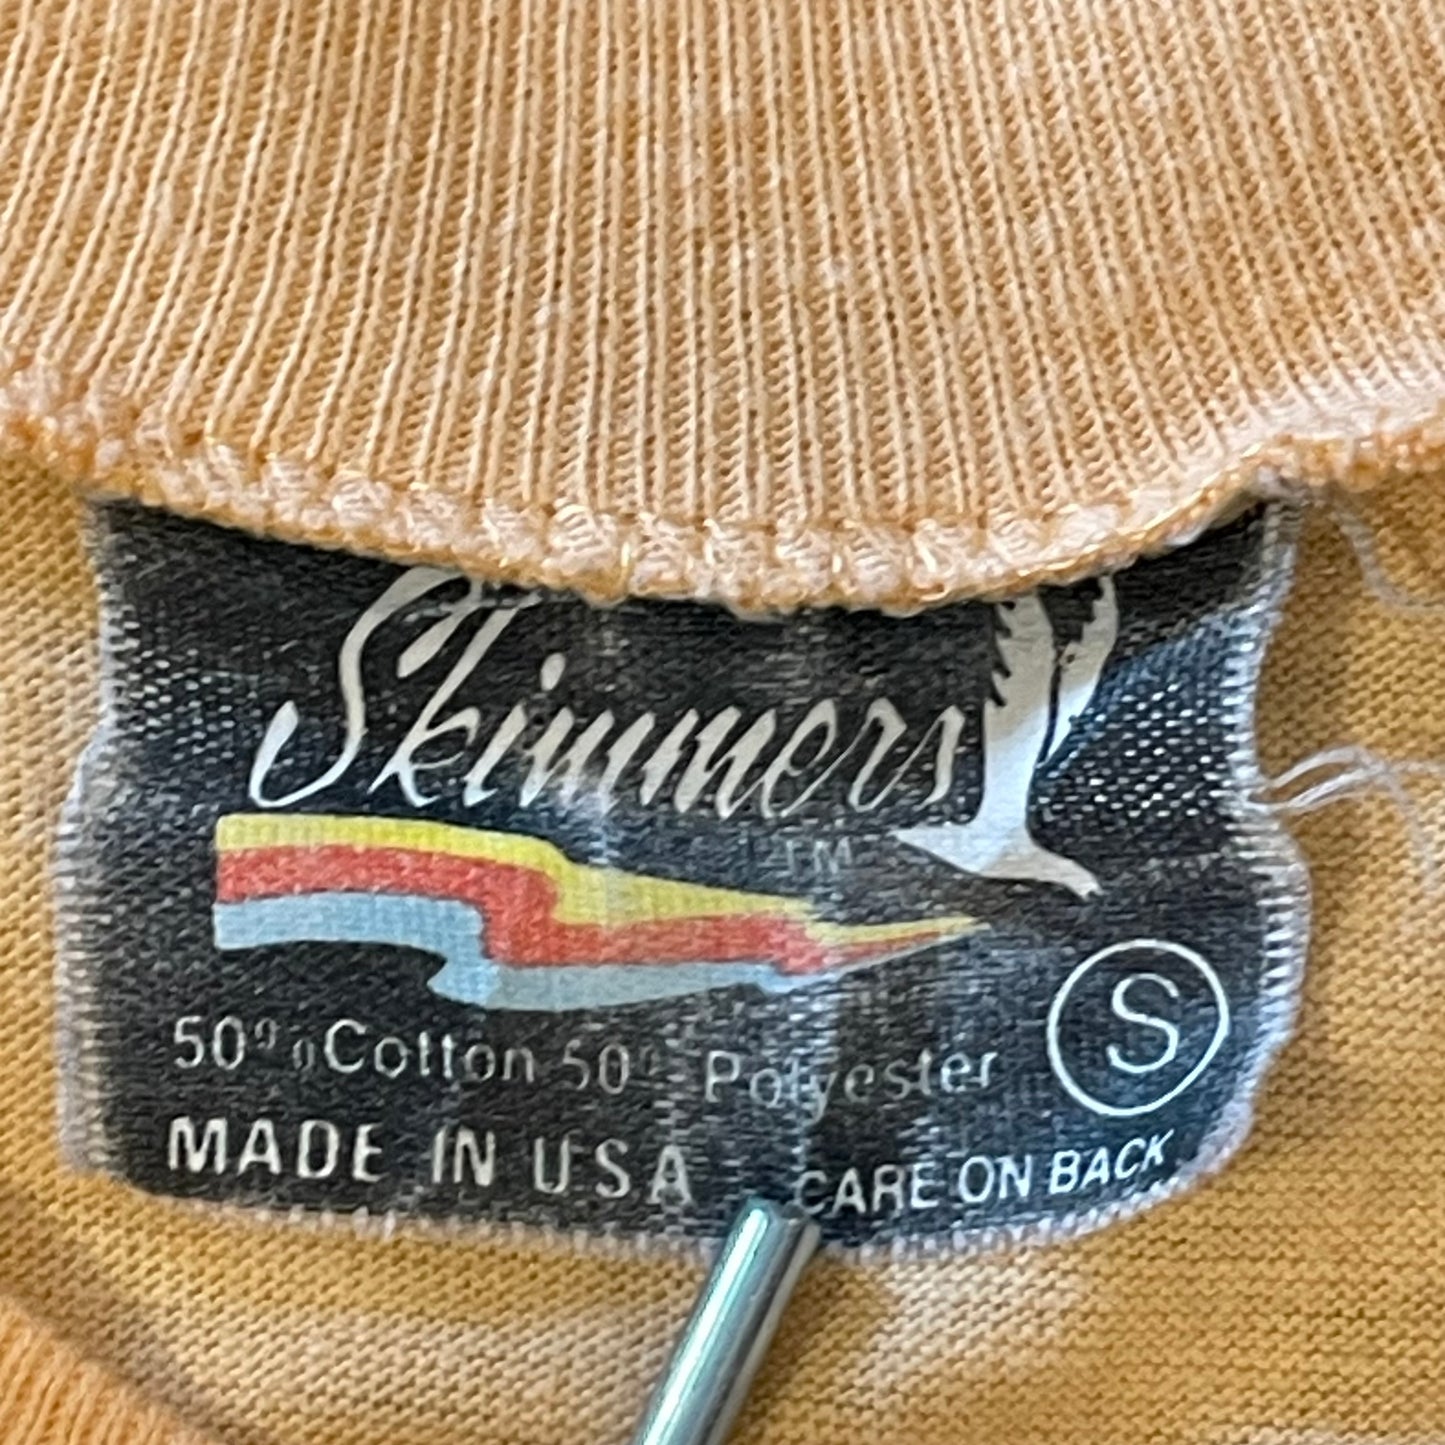 Skimmers
TM
S
50% Cotton 50% Polyester
MADE IN USA
CARE ON BACK